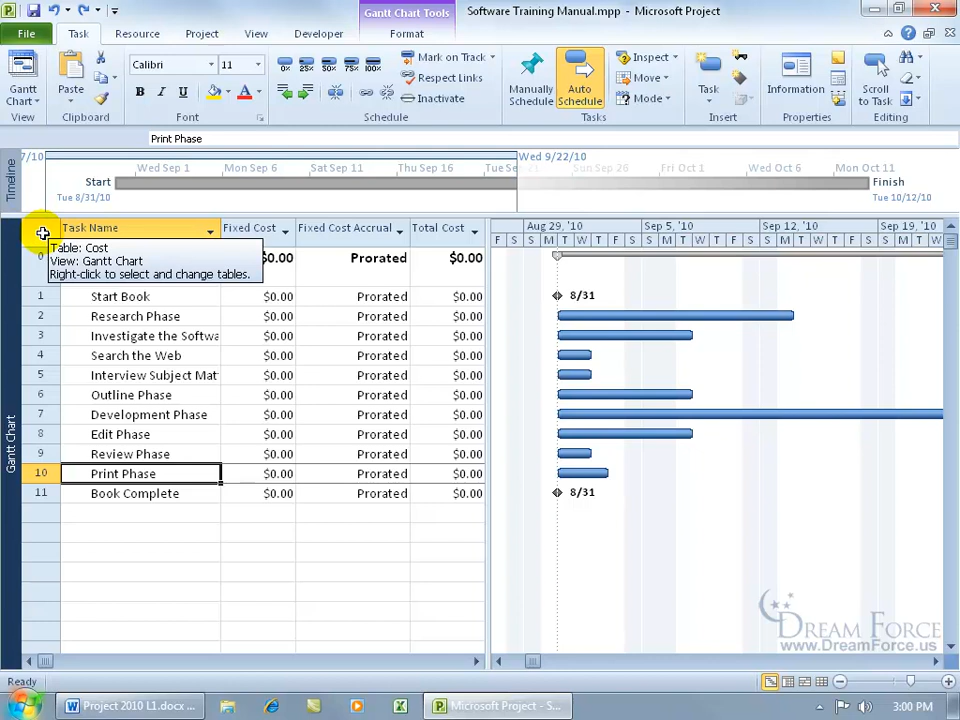 Gantt Chart Tools
Software Training Manual.mpp - Microsoft Project
File Task Resource Project View Developer Format
Calibri 11
Mark on Track
Respect Links
Inactivate
Gantt Chart
Paste
Manually Schedule
Auto Schedule
Inspect
Move
Mode
Task
Information
Scroll to Task
View Clipboard Font Schedule Tasks Insert Properties Editing
Print Phase
Timeline
7/10
Wed 9/22/10
Wed Sep 1 Mon Sep 6 Sat Sep 11 Thu Sep 16 Tue Sep 21 Sun Sep 26 Fri Oct 1 Wed Oct 6 Mon Oct 11
Start
Tue 8/31/10
Finish
Tue 10/12/10
Task Name Fixed Cost Fixed Cost Accrual Total Cost
Aug 29, '10 Sep 5, '10 Sep 12, '10 Sep 19, '10
F S S M T W T F S S M T W T F S S M T W T F S S M T
Table: Cost
View: Gantt Chart
Right-click to select and change tables.
0 $0.00 Prorated $0
1 Start Book $0.00 Prorated $0.00 8/31
2 Research Phase $0.00 Prorated $0.00
3 Investigate the Softwa $0.00 Prorated $0.00
4 Search the Web $0.00 Prorated $0.00
5 Interview Subject Mat $0.00 Prorated $0.00
6 Outline Phase $0.00 Prorated $0.00
7 Development Phase $0.00 Prorated $0.00
8 Edit Phase $0.00 Prorated $0.00
9 Review Phase $0.00 Prorated $0.00
10 Print Phase $0.00 Prorated $0.00
11 Book Complete $0.00 Prorated $0.00 8/31
Gantt Chart
DREAM FORCE
www.DreamForce.us
Ready
Project 2010 L1.docx ...
Microsoft Project - S...
3:00 PM